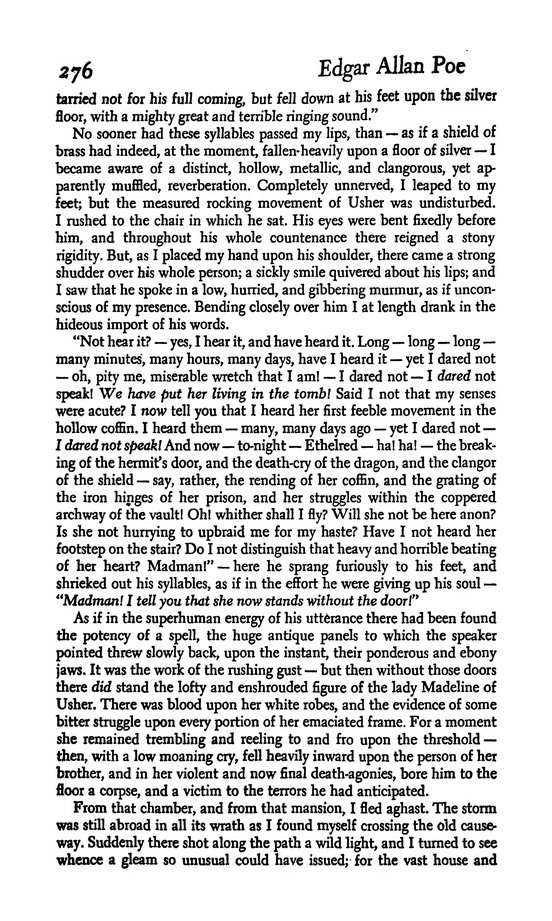 276
Edgar Allan Poe
tarried not for his full coming, but fell down at his feet upon the silver
floor, with a mighty great and terrible ringing sound.”
No sooner had these syllables passed my lips, than — as if a shield of
brass had indeed, at the moment, fallen heavily upon a floor of silver — I
became aware of a distinct, hollow, metallic, and clangorous, yet ap-
parently muffled, reverberation. Completely unnerved, I leaped to my
feet; but the measured rocking movement of Usher was undisturbed.
I rushed to the chair in which he sat. His eyes were bent fixedly before
him, and throughout his whole countenance there reigned a stony
rigidity. But, as I placed my hand upon his shoulder, there came a strong
shudder over his whole person; a sickly smile quivered about his lips; and
I saw that he spoke in a low, hurried, and gibbering murmur, as if uncon-
scious of my presence. Bending closely over him I at length drank in the
hideous import of his words.
“Not hear it? — yes, I hear it, and have heard it. Long — long — long —
many minutes, many hours, many days, have I heard it — yet I dared not
— oh, pity me, miserable wretch that I am! — I dared not — I dared not
speak! We have put her living in the tomb! Said I not that my senses
were acute? I now tell you that I heard her first feeble movement in the
hollow coffin. I heard them — many, many days ago — yet I dared not —
I dared not speak! And now — to-night — Ethelred — ha! ha! — the break-
ing of the hermit's door, and the death-cry of the dragon, and the clangor
of the shield — say, rather, the rending of her coffin, and the grating of
the iron hinges of her prison, and her struggles within the coppered
archway of the vault! Oh! whither shall I fly? Will she not be here anon?
Is she not hurrying to upbraid me for my haste? Have I not heard her
footstep on the stair? Do I not distinguish that heavy and horrible beating
of her heart? Madman!” — here he sprang furiously to his feet, and
shrieked out his syllables, as if in the effort he were giving up his soul —
“Madman! I tell you that she now stands without the door!”
As if in the superhuman energy of his utterance there had been found
the potency of a spell, the huge antique panels to which the speaker
pointed threw slowly back, upon the instant, their ponderous and ebony
jaws. It was the work of the rushing gust — but then without those doors
there did stand the lofty and enshrouded figure of the lady Madeline of
Usher. There was blood upon her white robes, and the evidence of some
bitter struggle upon every portion of her emaciated frame. For a moment
she remained trembling and reeling to and fro upon the threshold —
then, with a low moaning cry, fell heavily inward upon the person of her
brother, and in her violent and now final death-agonies, bore him to the
floor a corpse, and a victim to the terrors he had anticipated.
From that chamber, and from that mansion, I fled aghast. The storm
was still abroad in all its wrath as I found myself crossing the old cause-
way. Suddenly there shot along the path a wild light, and I turned to see
whence a gleam so unusual could have issued; for the vast house and